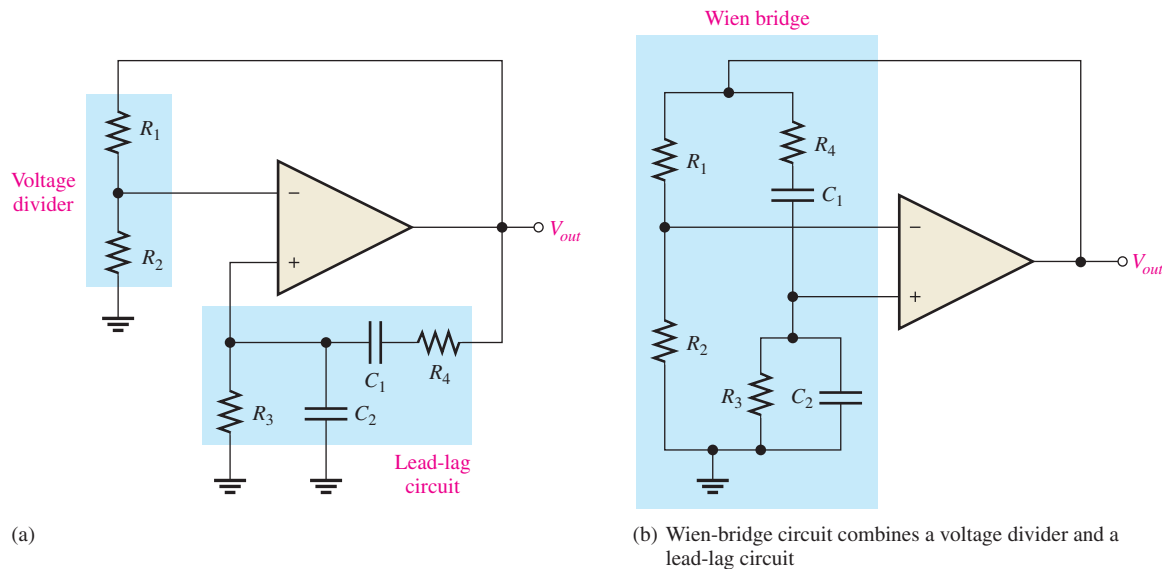 Voltage
divider
R1
R2
−
+
Vout
R3
C2
C1
R4
Lead-lag
circuit
(a)
Wien bridge
R1
R4
C1
−
+
Vout
R2
R3
C2
(b) Wien-bridge circuit combines a voltage divider and a
lead-lag circuit